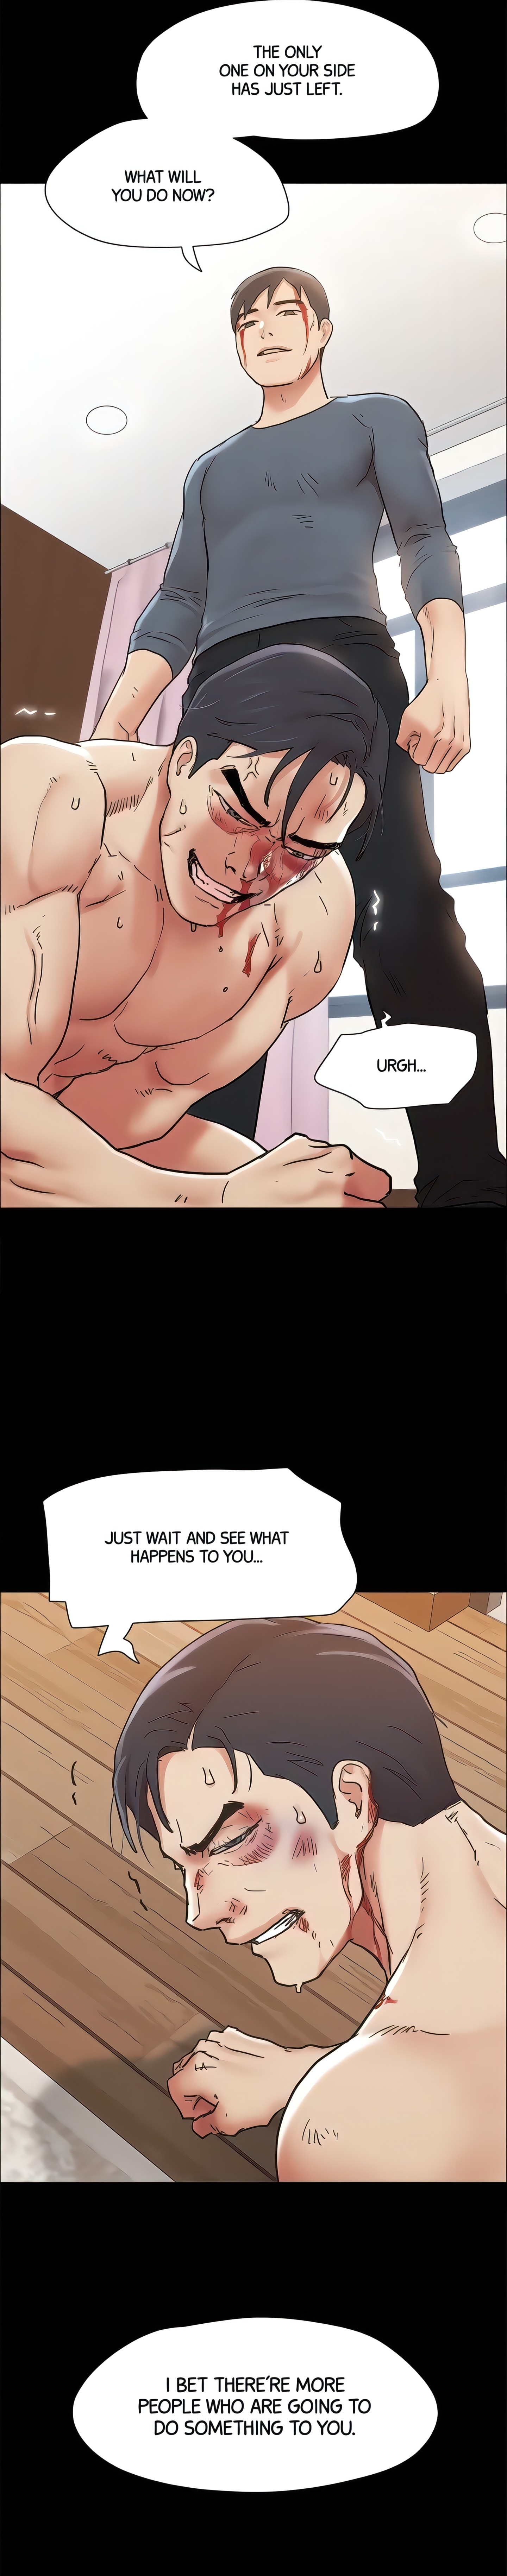 THE ONLY
ONE ON YOUR SIDE
HAS JUST LEFT.
WHAT WILL
YOU DO NOW?
URGH...
JUST WAIT AND SEE WHAT
HAPPENS TO YOU...
I BET THERE'RE MORE
PEOPLE WHO ARE GOING TO
DO SOMETHING TO YOU.